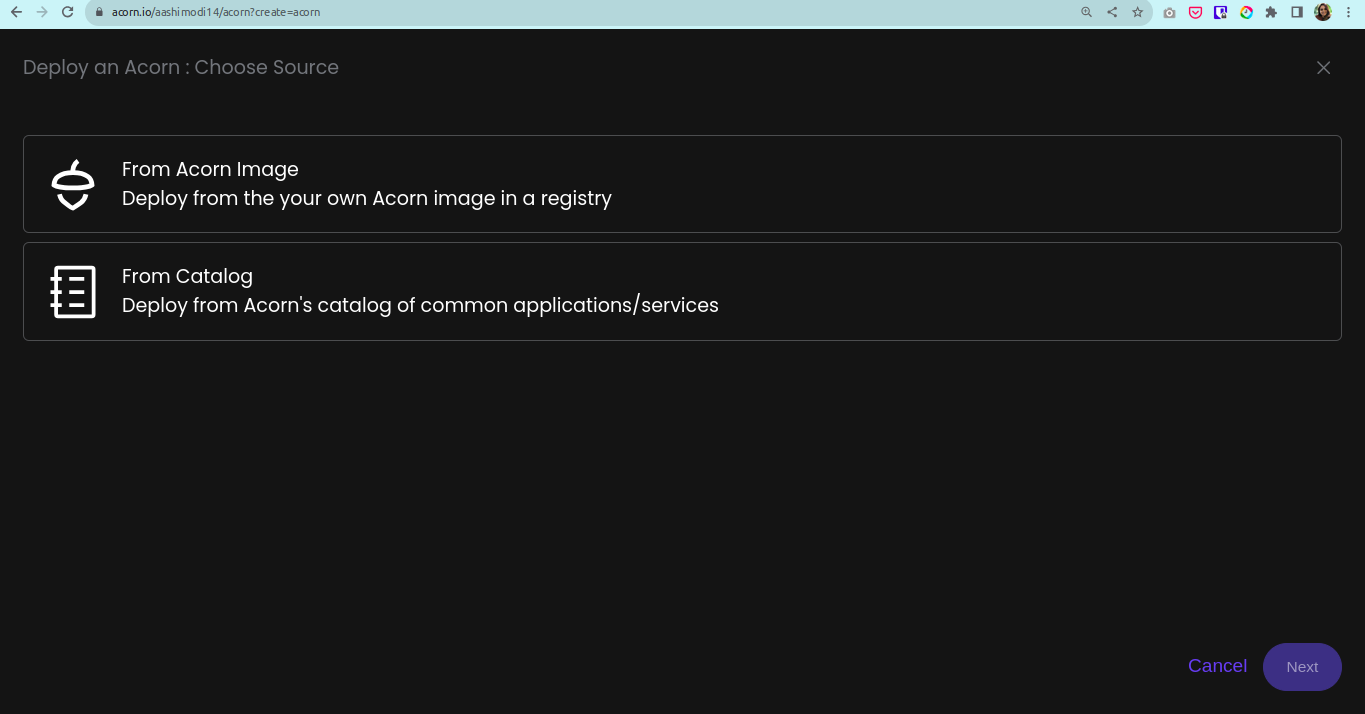 acorn.io/aashimodi14/acorn?create=acorn
Deploy an Acorn : Choose Source
From Acorn Image
Deploy from the your own Acorn image in a registry
From Catalog
Deploy from Acorn's catalog of common applications/services
Cancel
Next